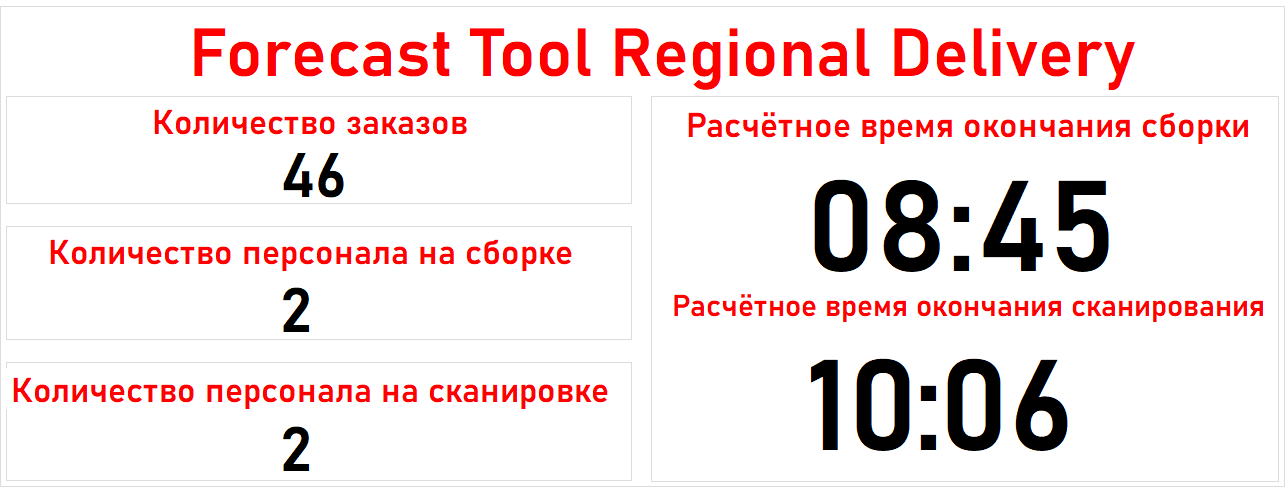 Forecast Tool Regional Delivery
Количество заказов
46
Количество персонала на сборке
2
Количество персонала на сканировке
2
Расчётное время окончания сборки
08:45
Расчётное время окончания сканирования
10:06